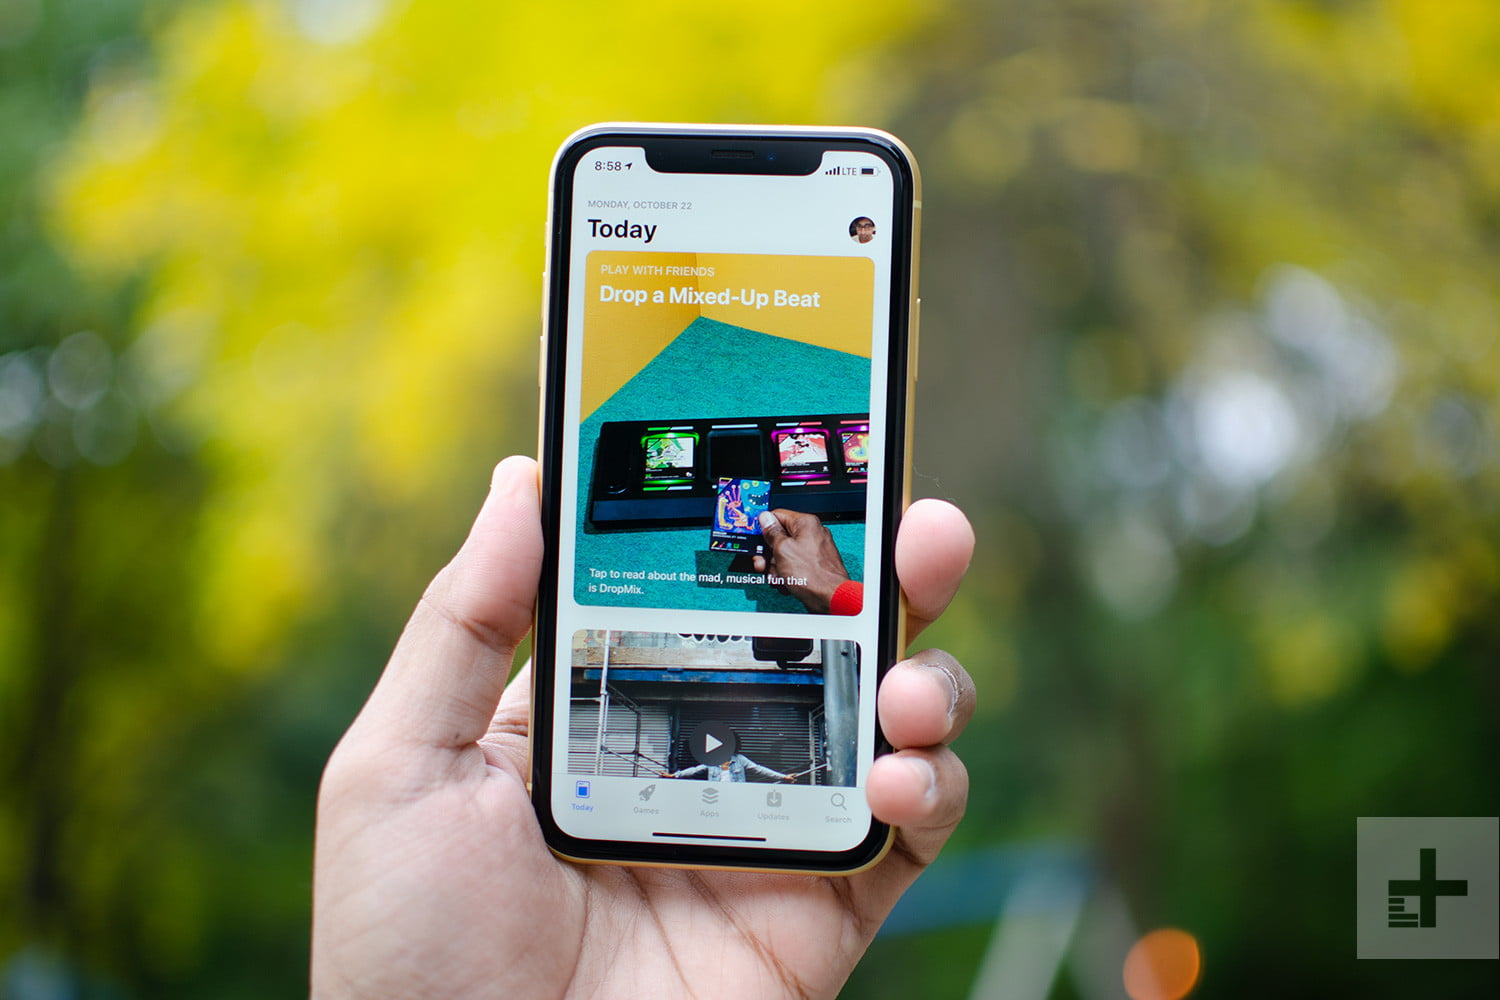 8:58
LTE
MONDAY, OCTOBER 22
Today
PLAY WITH FRIENDS
Drop a Mixed-Up Beat
Tap to read about the mad, musical fun that
is DropMix.
Today
Games
Apps
Updates
Search